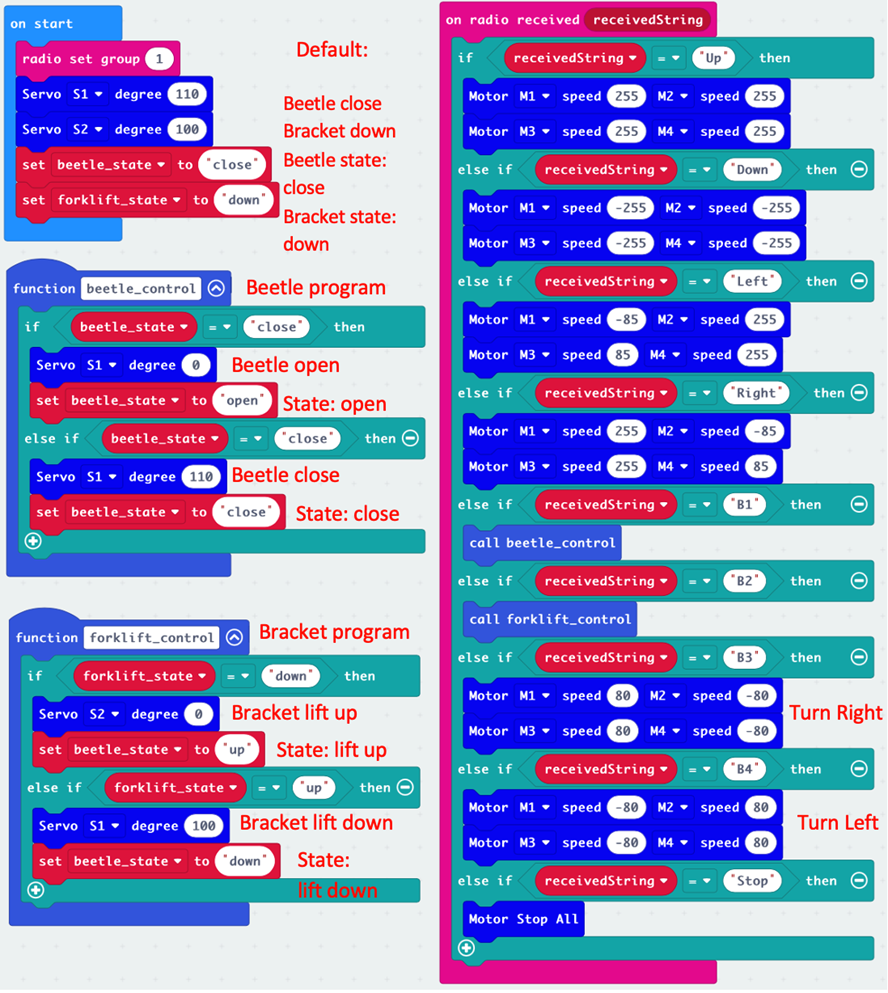 on start
radio set group 1
Servo S1 degree 110
Servo S2 degree 100
set beetle_state to "close"
set forklift_state to "down"
Default:
Beetle close
Bracket down
Beetle state:
close
Bracket state:
down
function beetle_control
Beetle program
if beetle_state = "close" then
Servo S1 degree 0
Beetle open
set beetle_state to "open"
State: open
else if beetle_state = "close" then
Servo S1 degree 110
Beetle close
set beetle_state to "close"
State: close
function forklift_control
Bracket program
if forklift_state = "down" then
Servo S2 degree 0
Bracket lift up
set beetle_state to "up"
State: lift up
else if forklift_state = "up" then
Servo S1 degree 100
Bracket lift down
set beetle_state to "down"
State:
lift down
on radio received receivedString
if receivedString = "Up" then
Motor M1 speed 255 M2 speed 255
Motor M3 speed 255 M4 speed 255
else if receivedString = "Down" then
Motor M1 speed -255 M2 speed -255
Motor M3 speed -255 M4 speed -255
else if receivedString = "Left" then
Motor M1 speed -85 M2 speed 255
Motor M3 speed 85 M4 speed 255
else if receivedString = "Right" then
Motor M1 speed 255 M2 speed -85
Motor M3 speed 255 M4 speed 85
else if receivedString = "B1" then
call beetle_control
else if receivedString = "B2" then
call forklift_control
else if receivedString = "B3" then
Motor M1 speed 80 M2 speed -80
Motor M3 speed 80 M4 speed -80
Turn Right
else if receivedString = "B4" then
Motor M1 speed -80 M2 speed 80
Motor M3 speed -80 M4 speed 80
Turn Left
else if receivedString = "Stop" then
Motor Stop All